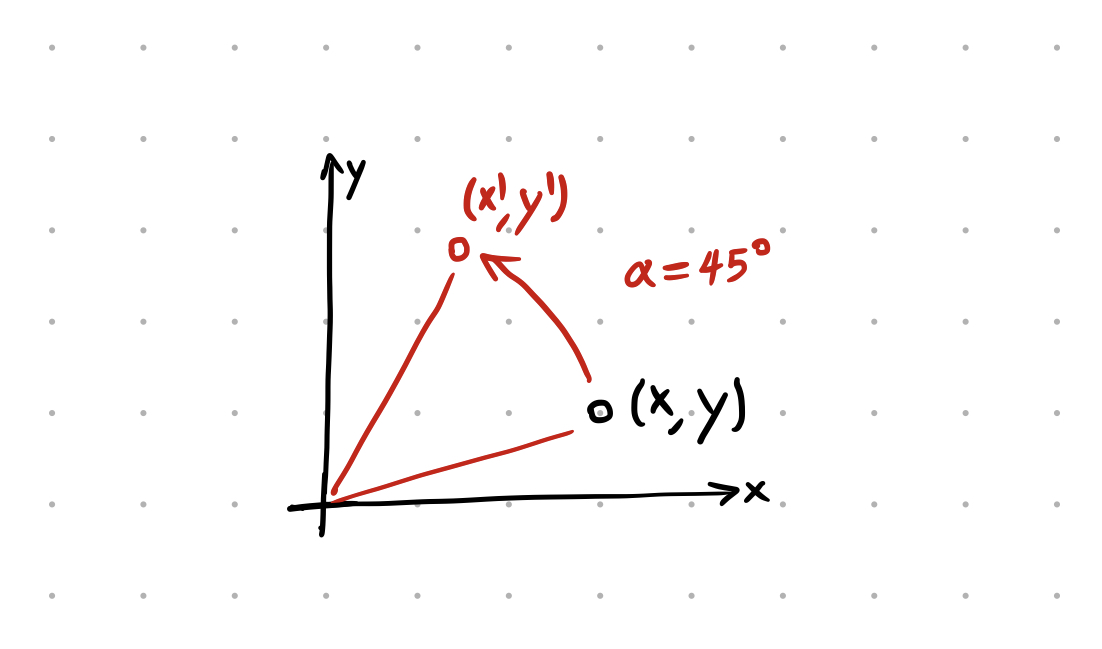 y
(x', y')
α = 45°
(x, y)
x